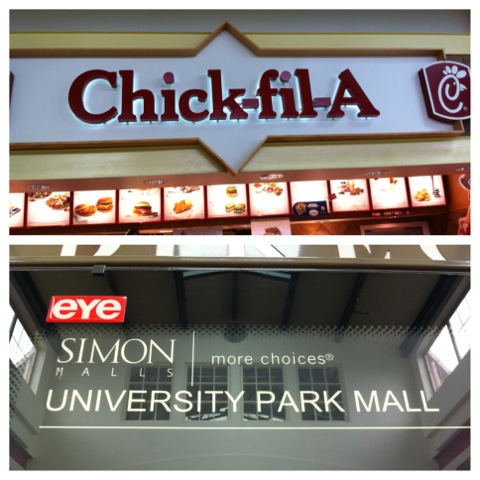 Chick-fil-A
eye
SIMON
MALLS
more choices®
UNIVERSITY PARK MALL